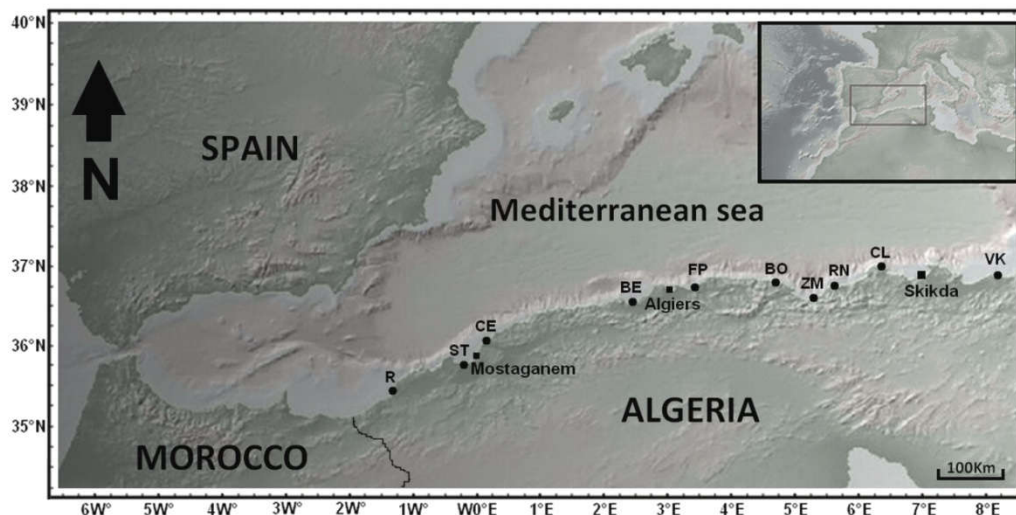 40°N
39°N
38°N
37°N
36°N
35°N
N
SPAIN
Mediterranean sea
CL
VK
FP
BO
RN
BE
ZM
Algiers
Skikda
CE
ST
Mostaganem
R
ALGERIA
MOROCCO
100Km
6°W 5°W 4°W 3°W 2°W 1°W W0°E 1°E 2°E 3°E 4°E 5°E 6°E 7°E 8°E